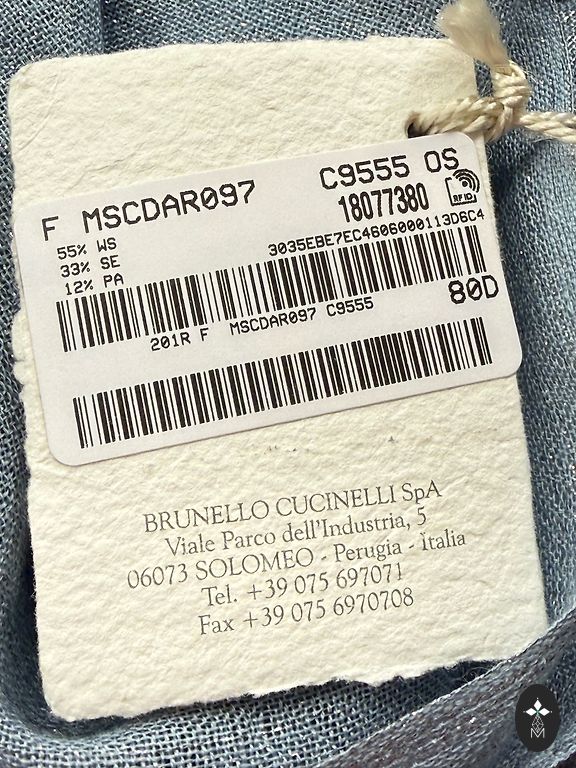 F MSCDAR097 C9555 OS
18077380
RFID
55% WS
33% SE
12% PA
3035EBE7EC4606000113D6C4
80D
201R F MSCDAR097 C9555
BRUNELLO CUCINELLI SpA
Viale Parco dell'Industria, 5
06073 SOLOMEO - Perugia - Italia
Tel. +39 075 697071
Fax +39 075 6970708
M